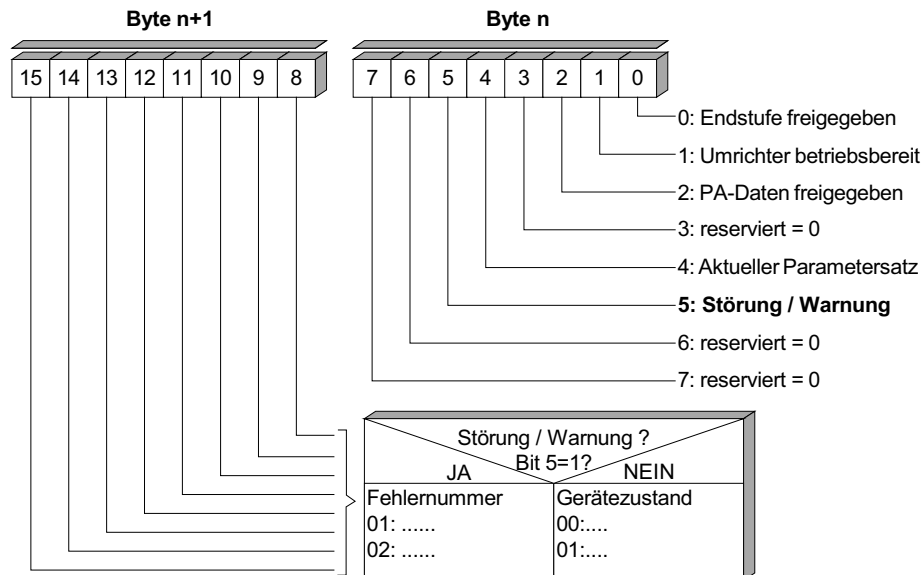 Byte n+1 Byte n
15 14 13 12 11 10 9 8 7 6 5 4 3 2 1 0
0: Endstufe freigegeben
1: Umrichter betriebsbereit
2: PA-Daten freigegeben
3: reserviert = 0
4: Aktueller Parametersatz
5: Störung / Warnung
6: reserviert = 0
7: reserviert = 0
Störung / Warnung ?
Bit 5=1?
JA NEIN
Fehlernummer Gerätezustand
01: ...... 00:....
02: ...... 01:....